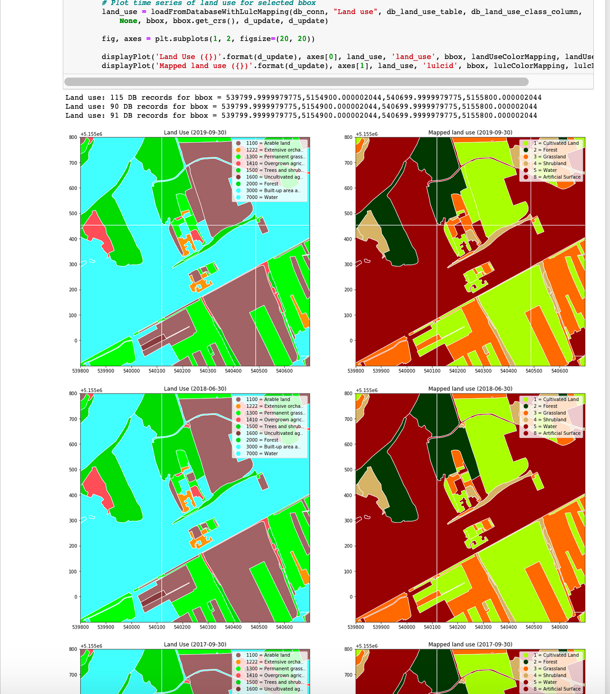 # Plot time series of land use for selected bbox
land_use = loadFromDatabaseWithLulcMapping(db_conn, "Land use", db_land_use_table, db_land_use_class_column,
None, bbox, bbox.get_crs(), d_update, d_update)
fig, axes = plt.subplots(1, 2, figsize=(20, 20))
displayPlot('Land Use ({})'.format(d_update), axes[0], land_use, 'land_use', bbox, landUseColorMapping, landUse
displayPlot('Mapped land use ({})'.format(d_update), axes[1], land_use, 'lulcid', bbox, lulcColorMapping,
Land use: 115 DB records for bbox = 539799.9999979775,5154900.000002044,540699.9999979775,5155800.000002044
Land use: 90 DB records for bbox = 539799.9999979775,5154900.000002044,540699.9999979775,5155800.000002044
Land use: 91 DB records for bbox = 539799.9999979775,5154900.000002044,540699.9999979775,5155800.000002044
+5.155e6 Land Use (2019-09-30)
800
700
600
500
400
300
200
100
0
539800 539900 540000 540100 540200 540300 540400 540500 540600
1100 = Arable land
1222 = Extensive orcha..
1300 = Permanent grass..
1410 = Overgrown agric..
1500 = Trees and shrub..
1600 = Uncultivated ag..
2000 = Forest
3000 = Built-up area a..
7000 = Water
+5.155e6 Mapped land use (2019-09-30)
800
700
600
500
400
300
200
100
0
539800 539900 540000 540100 540200 540300 540400 540500 540600
1 = Cultivated Land
2 = Forest
3 = Grassland
4 = Shrubland
5 = Water
8 = Artificial Surface
+5.155e6 Land Use (2018-06-30)
800
700
600
500
400
300
200
100
0
539800 539900 540000 540100 540200 540300 540400 540500 540600
1100 = Arable land
1222 = Extensive orcha..
1300 = Permanent grass..
1410 = Overgrown agric..
1500 = Trees and shrub..
1600 = Uncultivated ag..
2000 = Forest
3000 = Built-up area a..
7000 = Water
+5.155e6 Mapped land use (2018-06-30)
800
700
600
500
400
300
200
100
0
539800 539900 540000 540100 540200 540300 540400 540500 540600
1 = Cultivated Land
2 = Forest
3 = Grassland
4 = Shrubland
5 = Water
8 = Artificial Surface
+5.155e6 Land Use (2017-09-30)
800
700
1100 = Arable land
1222 = Extensive orcha..
1300 = Permanent grass..
1410 = Overgrown agric..
1500 = Trees and shrub..
1600 = Uncultivated ag..
+5.155e6 Mapped land use (2017-09-30)
800
700
1 = Cultivated Land
2 = Forest
3 = Grassland
4 = Shrubland
5 = Water
8 = Artificial Surface